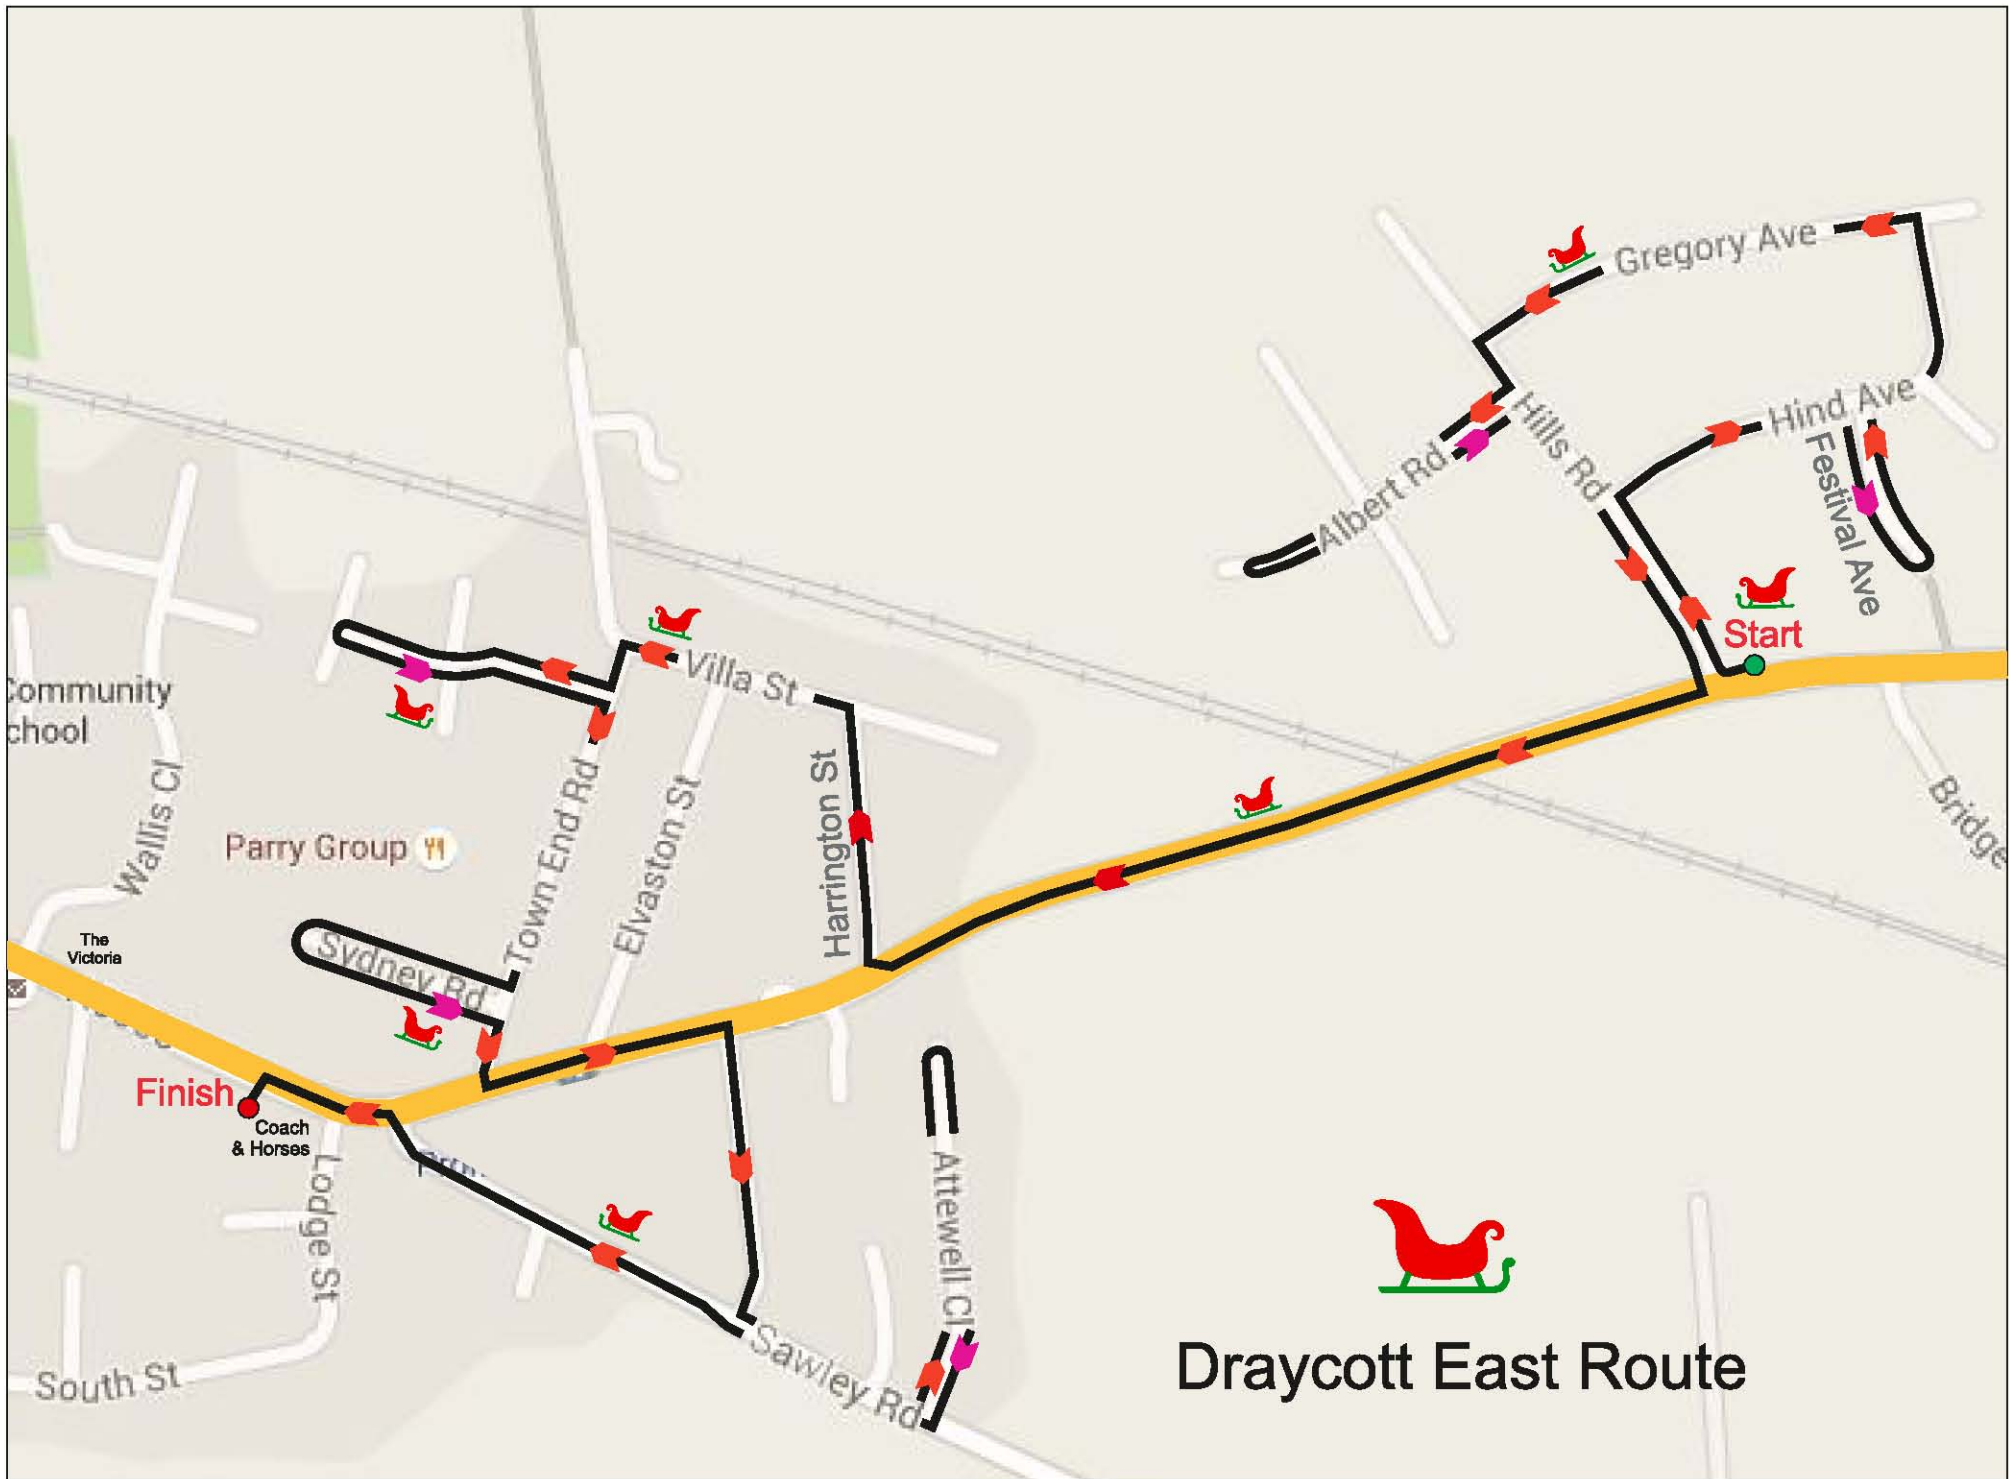 Gregory Ave
Hind Ave
Hills Rd
Albert Rd
Festival Ave
Start
Villa St
Community
chool
Harrington St
Wallis Cl
Town End Rd
Elvaston St
Bridge
Parry Group
The
Victoria
Sydney Rd
Finish
Coach
& Horses
Lodge St
Attewell Cl
Sawley Rd
South St
Draycott East Route